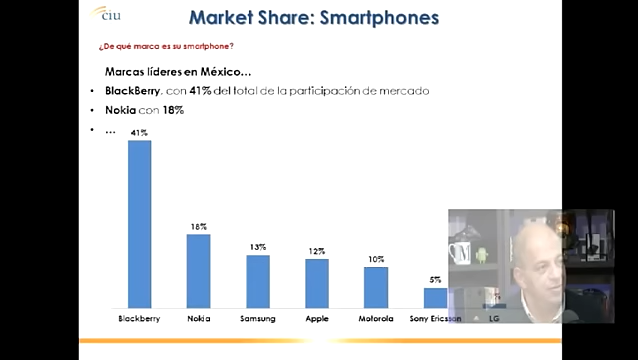 ciu
Market Share: Smartphones
¿De qué marca es su smartphone?
Marcas líderes en México...
• BlackBerry, con 41% del total de la participación de mercado
• Nokia con 18%
• ...
41%
18%
13%
12%
10%
5%
Blackberry Nokia Samsung Apple Motorola Sony Ericsson LG
M